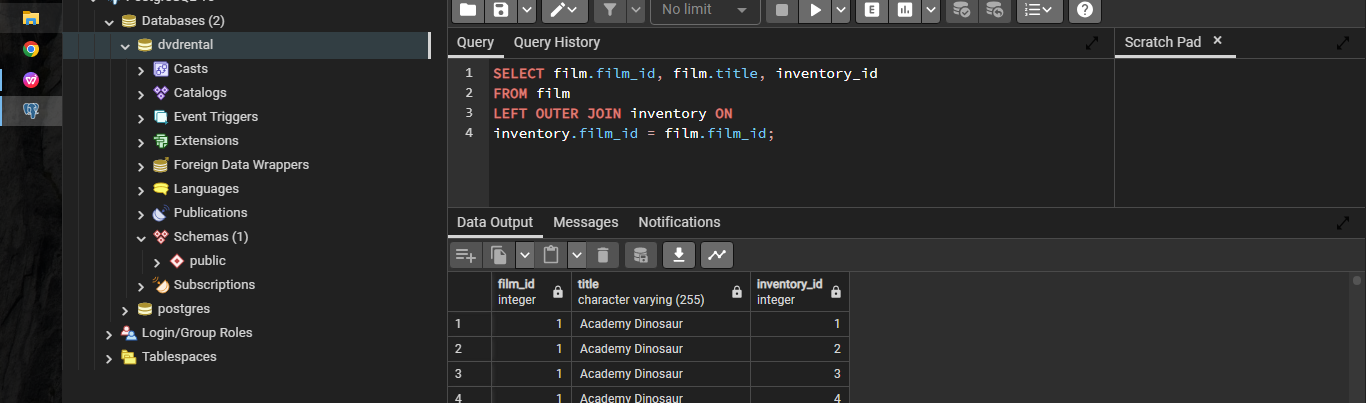 Databases (2)
dvdrental
Casts
Catalogs
Event Triggers
Extensions
Foreign Data Wrappers
Languages
Publications
Schemas (1)
public
Subscriptions
postgres
Login/Group Roles
Tablespaces
No limit
E
Query
Query History
Scratch Pad
1 SELECT film.film_id, film.title, inventory_id
2 FROM film
3 LEFT OUTER JOIN inventory ON
4 inventory.film_id = film.film_id;
Data Output
Messages
Notifications
film_id
integer
title
character varying (255)
inventory_id
integer
1 1 Academy Dinosaur 1
2 1 Academy Dinosaur 2
3 1 Academy Dinosaur 3
4 1 Academy Dinosaur 4